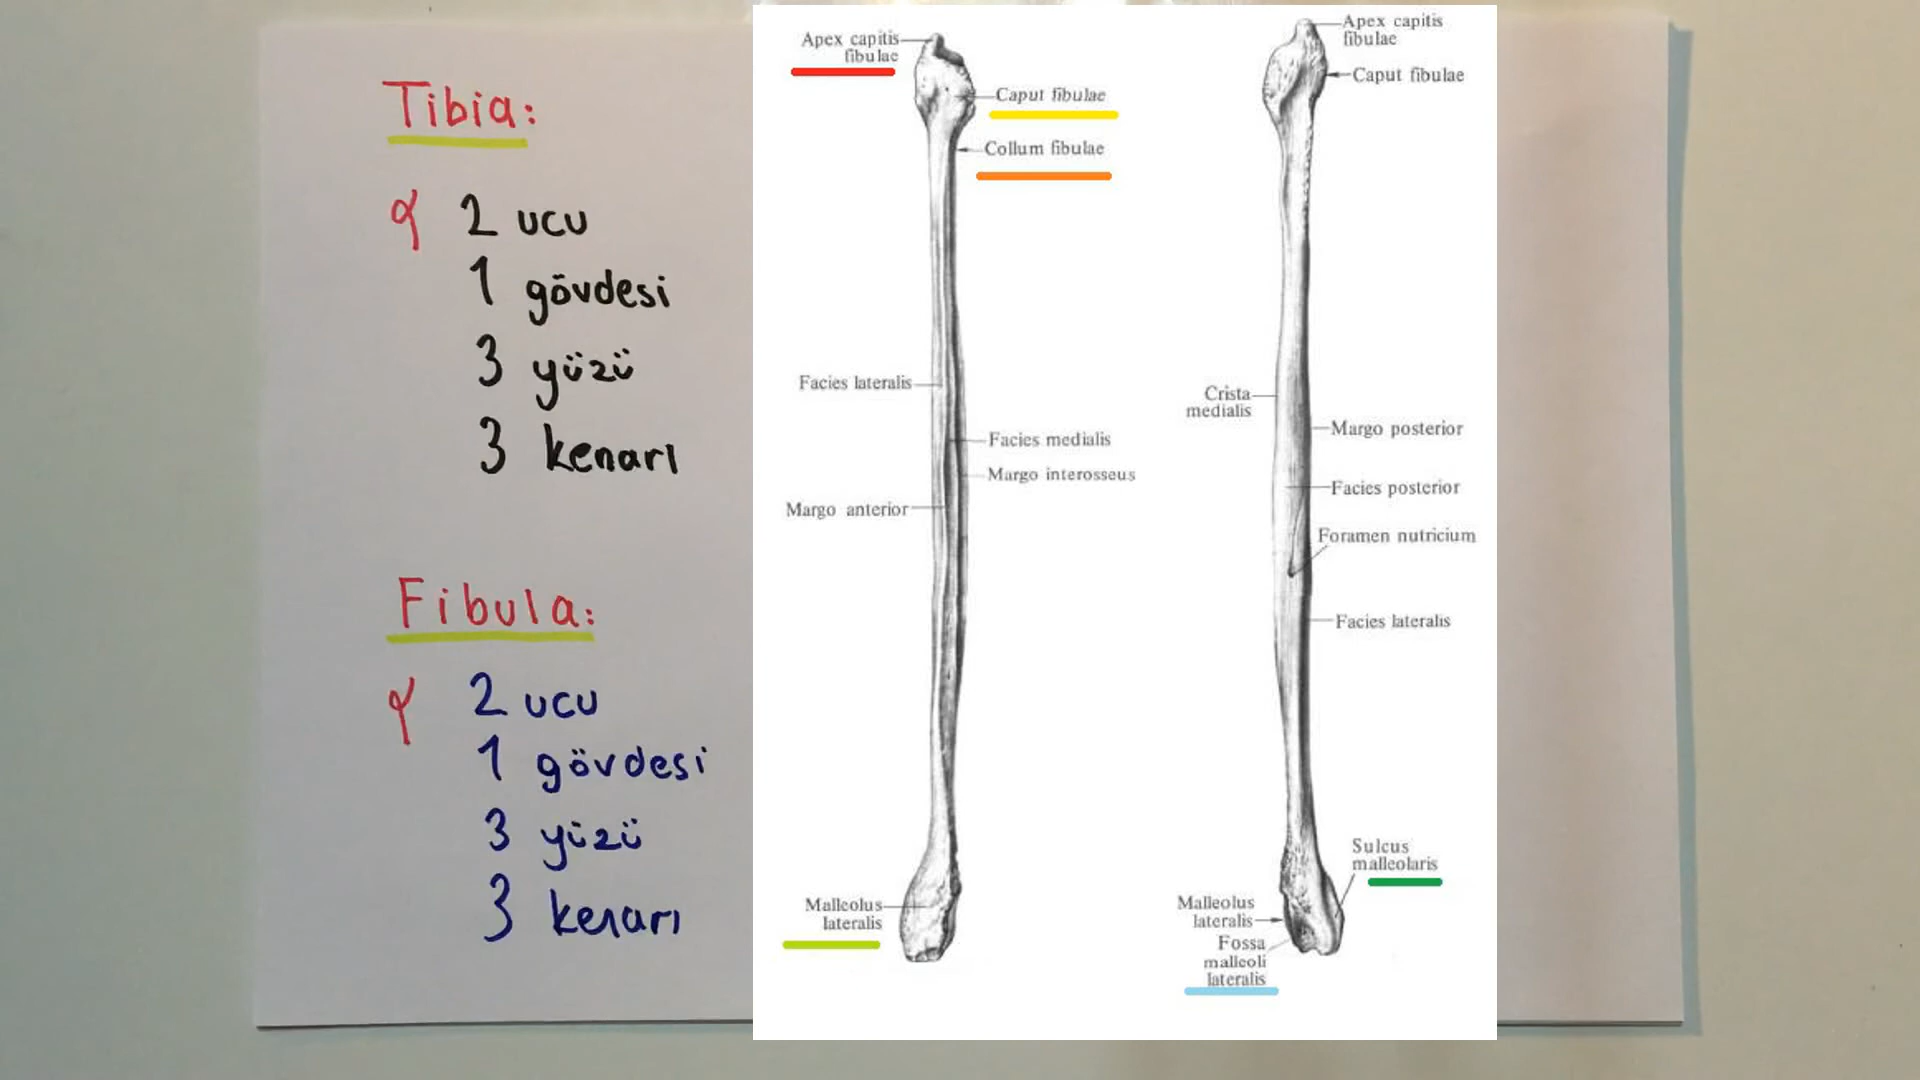 Tibia:
2 ucu
1 gövdesi
3 yüzü
3 kenarı
Fibula:
2 ucu
1 gövdesi
3 yüzü
3 kenarı
Apex capitis
fibulae
Caput fibulae
Collum fibulae
Facies lateralis
Facies medialis
Margo interosseus
Margo anterior
Malleolus
lateralis
Apex capitis
fibulae
Caput fibulae
Crista
medialis
Margo posterior
Facies posterior
Foramen nutricium
Facies lateralis
Sulcus
malleolaris
Malleolus
lateralis
Fossa
malleoli
lateralis